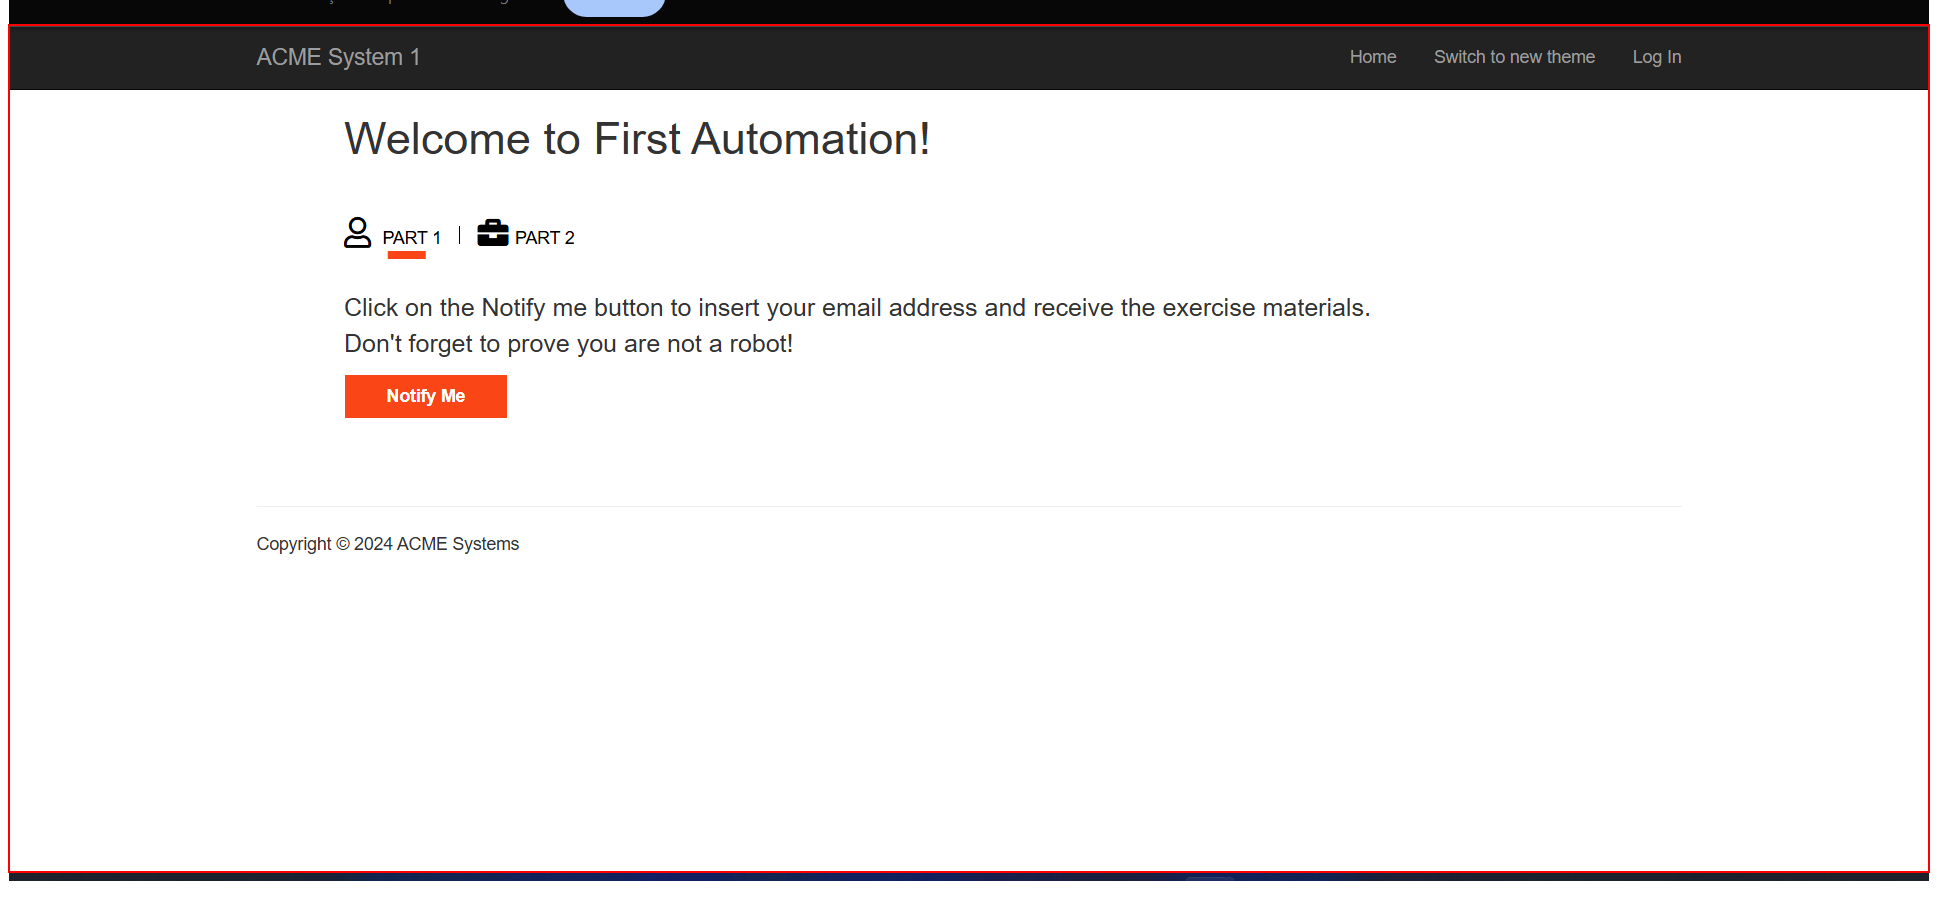 ACME System 1
Home Switch to new theme Log In
Welcome to First Automation!
PART 1 | PART 2
Click on the Notify me button to insert your email address and receive the exercise materials.
Don't forget to prove you are not a robot!
Notify Me
Copyright © 2024 ACME Systems